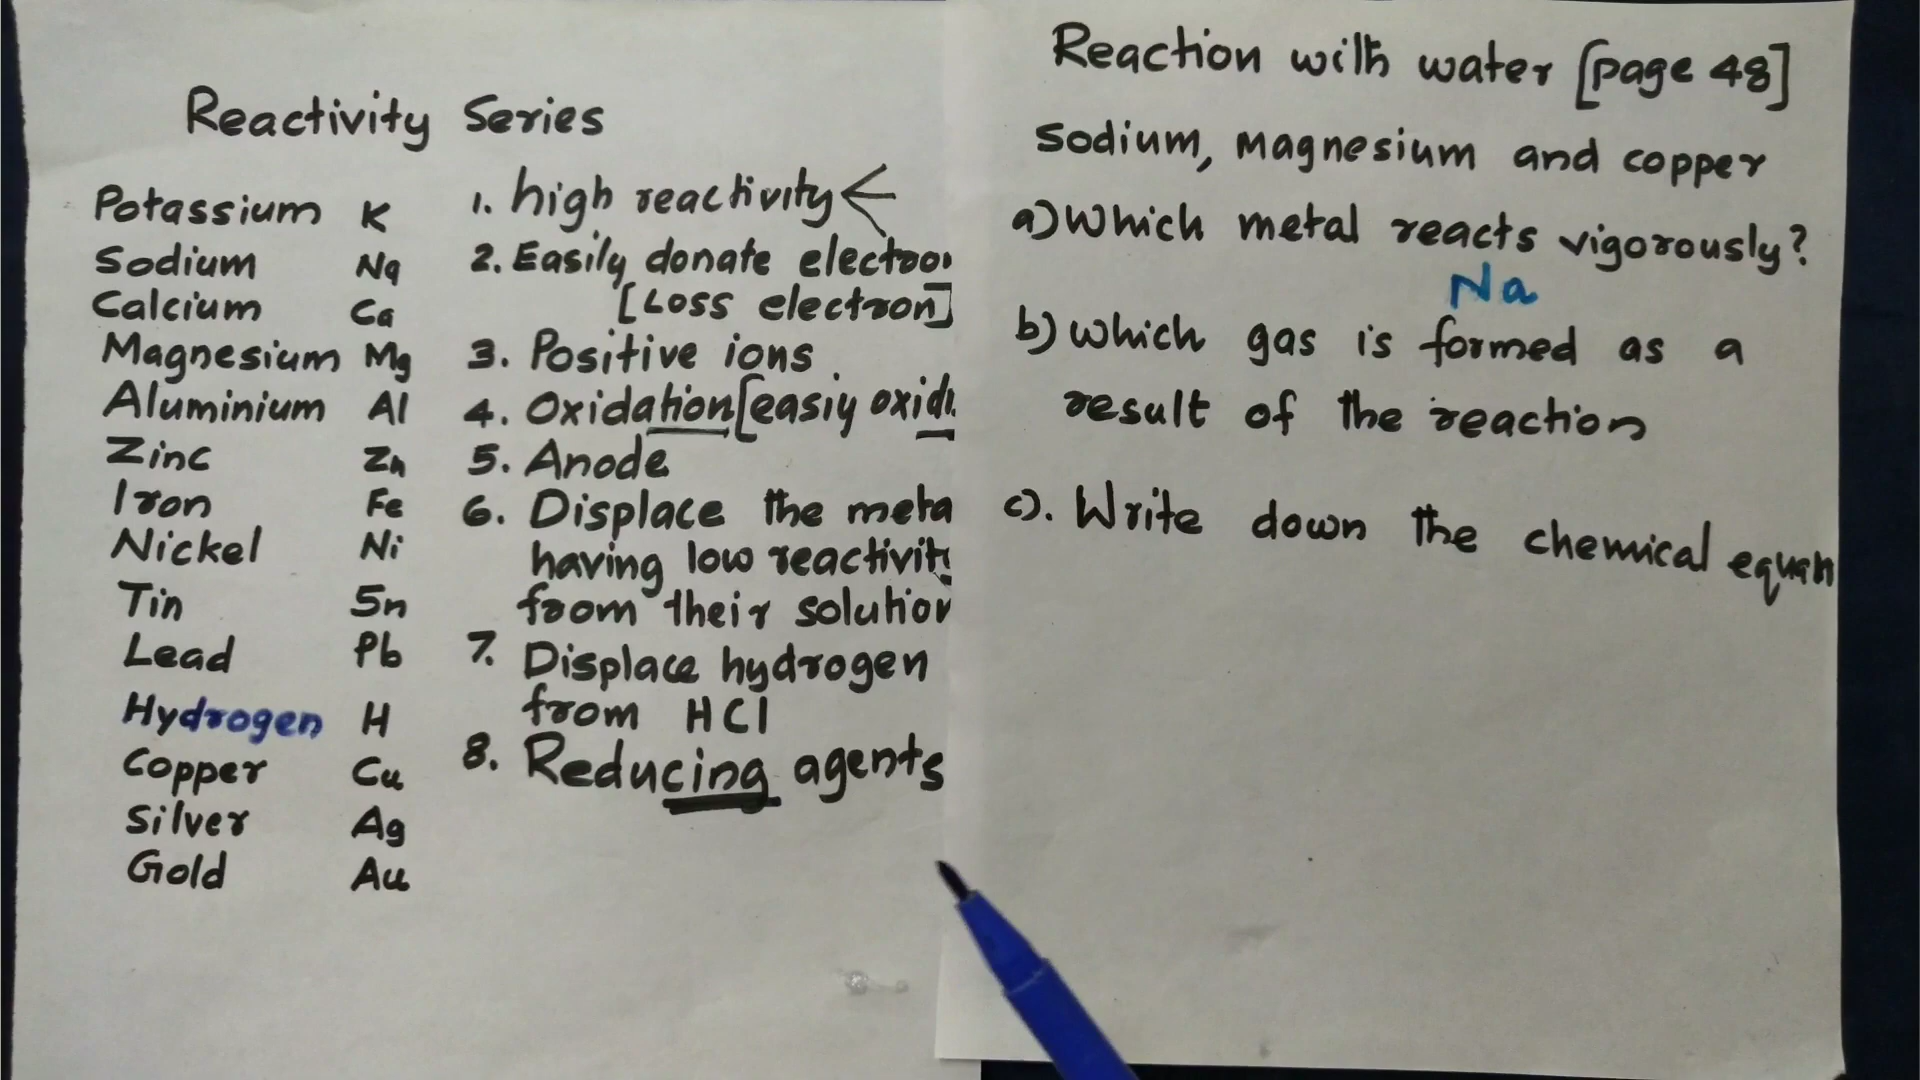 Reactivity Series
Potassium K
Sodium Na
Calcium Ca
Magnesium Mg
Aluminium Al
Zinc Zn
Iron Fe
Nickel Ni
Tin Sn
Lead Pb
Hydrogen H
Copper Cu
Silver Ag
Gold Au
1. high reactivity
2. Easily donate electron
[Loss electron]
3. Positive ions
4. Oxidation [easiy oxidi
5. Anode
6. Displace the meta
having low reactivity
from their solution
7. Displace hydrogen
from HCl
8. Reducing agents
Reaction with water [page 48]
Sodium, Magnesium and copper
a) Which metal reacts vigorously?
Na
b) which gas is formed as a
result of the reaction
c). Write down the chemical equan